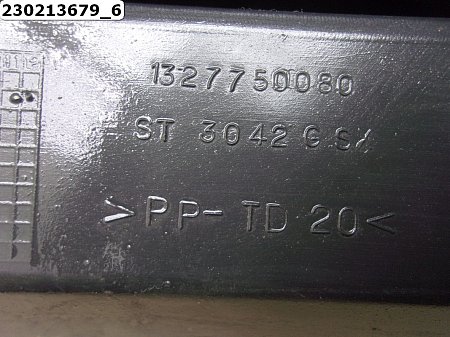 230213679_6
1327750080
ST 3042 G S
>PP-TD 20<